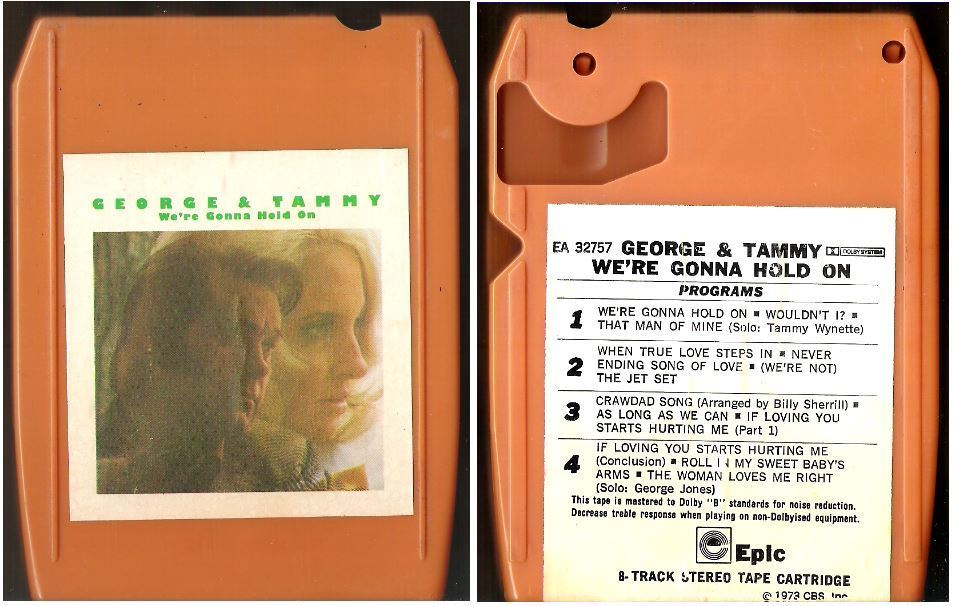 GEORGE & TAMMY
We're Gonna Hold On
EA 32757 GEORGE & TAMMY DOLBY SYSTEM
WE'RE GONNA HOLD ON
PROGRAMS
1 WE'RE GONNA HOLD ON ■ WOULDN'T I? ■
THAT MAN OF MINE (Solo: Tammy Wynette)
2 WHEN TRUE LOVE STEPS IN ■ NEVER
ENDING SONG OF LOVE ■ (WE'RE NOT)
THE JET SET
3 CRAWDAD SONG (Arranged by Billy Sherrill) ■
AS LONG AS WE CAN ■ IF LOVING YOU
STARTS HURTING ME (Part 1)
4 IF LOVING YOU STARTS HURTING ME
(Conclusion) ■ ROLL IN MY SWEET BABY'S
ARMS ■ THE WOMAN LOVES ME RIGHT
(Solo: George Jones)
This tape is mastered to Dolby "B" standards for noise reduction.
Decrease treble response when playing on non-Dolbyised equipment.
Epic
8-TRACK STEREO TAPE CARTRIDGE
© 1973 CBS, Inc.